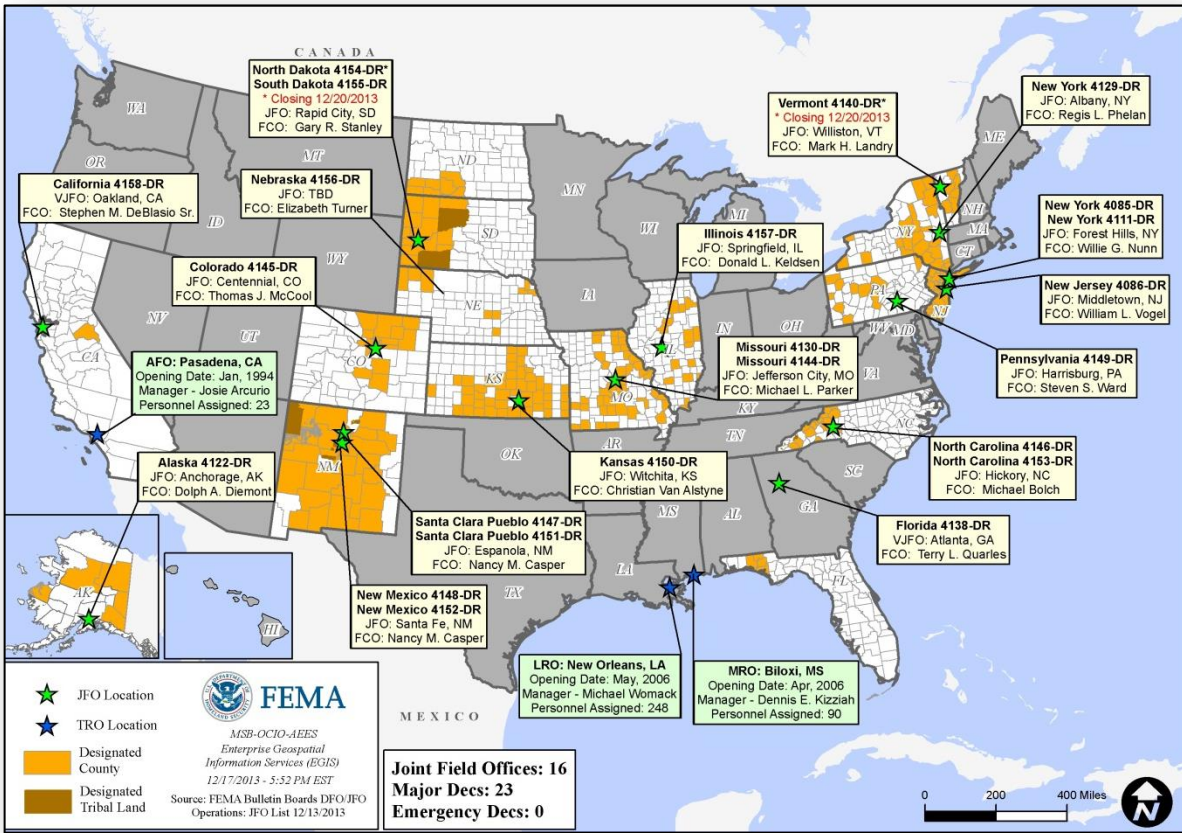 CANADA
North Dakota 4154-DR*
South Dakota 4155-DR
* Closing 12/20/2013
JFO: Rapid City, SD
FCO: Gary R. Stanley
Vermont 4140-DR*
* Closing 12/20/2013
JFO: Williston, VT
FCO: Mark H. Landry
New York 4129-DR
JFO: Albany, NY
FCO: Regis L. Phelan
California 4158-DR
VJFO: Oakland, CA
FCO: Stephen M. DeBlasio Sr.
Nebraska 4156-DR
JFO: TBD
FCO: Elizabeth Turner
Illinois 4157-DR
JFO: Springfield, IL
FCO: Donald L. Keldsen
New York 4085-DR
New York 4111-DR
JFO: Forest Hills, NY
FCO: Willie G. Nunn
Colorado 4145-DR
JFO: Centennial, CO
FCO: Thomas J. McCool
New Jersey 4086-DR
JFO: Middletown, NJ
FCO: William L. Vogel
AFO: Pasadena, CA
Opening Date: Jan, 1994
Manager - Josie Arcurio
Personnel Assigned: 23
Missouri 4130-DR
Missouri 4144-DR
JFO: Jefferson City, MO
FCO: Michael L. Parker
Pennsylvania 4149-DR
JFO: Harrisburg, PA
FCO: Steven S. Ward
Alaska 4122-DR
JFO: Anchorage, AK
FCO: Dolph A. Diemont
Kansas 4150-DR
JFO: Witchita, KS
FCO: Christian Van Alstyne
North Carolina 4146-DR
North Carolina 4153-DR
JFO: Hickory, NC
FCO: Michael Bolch
Santa Clara Pueblo 4147-DR
Santa Clara Pueblo 4151-DR
JFO: Espanola, NM
FCO: Nancy M. Casper
Florida 4138-DR
VJFO: Atlanta, GA
FCO: Terry L. Quarles
New Mexico 4148-DR
New Mexico 4152-DR
JFO: Santa Fe, NM
FCO: Nancy M. Casper
LRO: New Orleans, LA
Opening Date: May, 2006
Manager - Michael Womack
Personnel Assigned: 248
MRO: Biloxi, MS
Opening Date: Apr, 2006
Manager - Dennis E. Kizziah
Personnel Assigned: 90
WA
OR
ID
MT
WY
NV
UT
CA
CO
NM
ND
SD
NE
KS
OK
TX
MN
IA
MO
AR
LA
WI
MI
IN
OH
KY
TN
MS
AL
GA
FL
SC
NC
VA
WV
MD
PA
NJ
NY
CT
MA
NH
ME
AK
HI
MEXICO
JFO Location
TRO Location
Designated
County
Designated
Tribal Land
FEMA
MSB-OCIO-AEES
Enterprise Geospatial
Information Services (EGIS)
12/17/2013 - 5:52 PM EST
Source: FEMA Bulletin Boards DFO/JFO
Operations: JFO List 12/13/2013
Joint Field Offices: 16
Major Decs: 23
Emergency Decs: 0
0 200 400 Miles
N